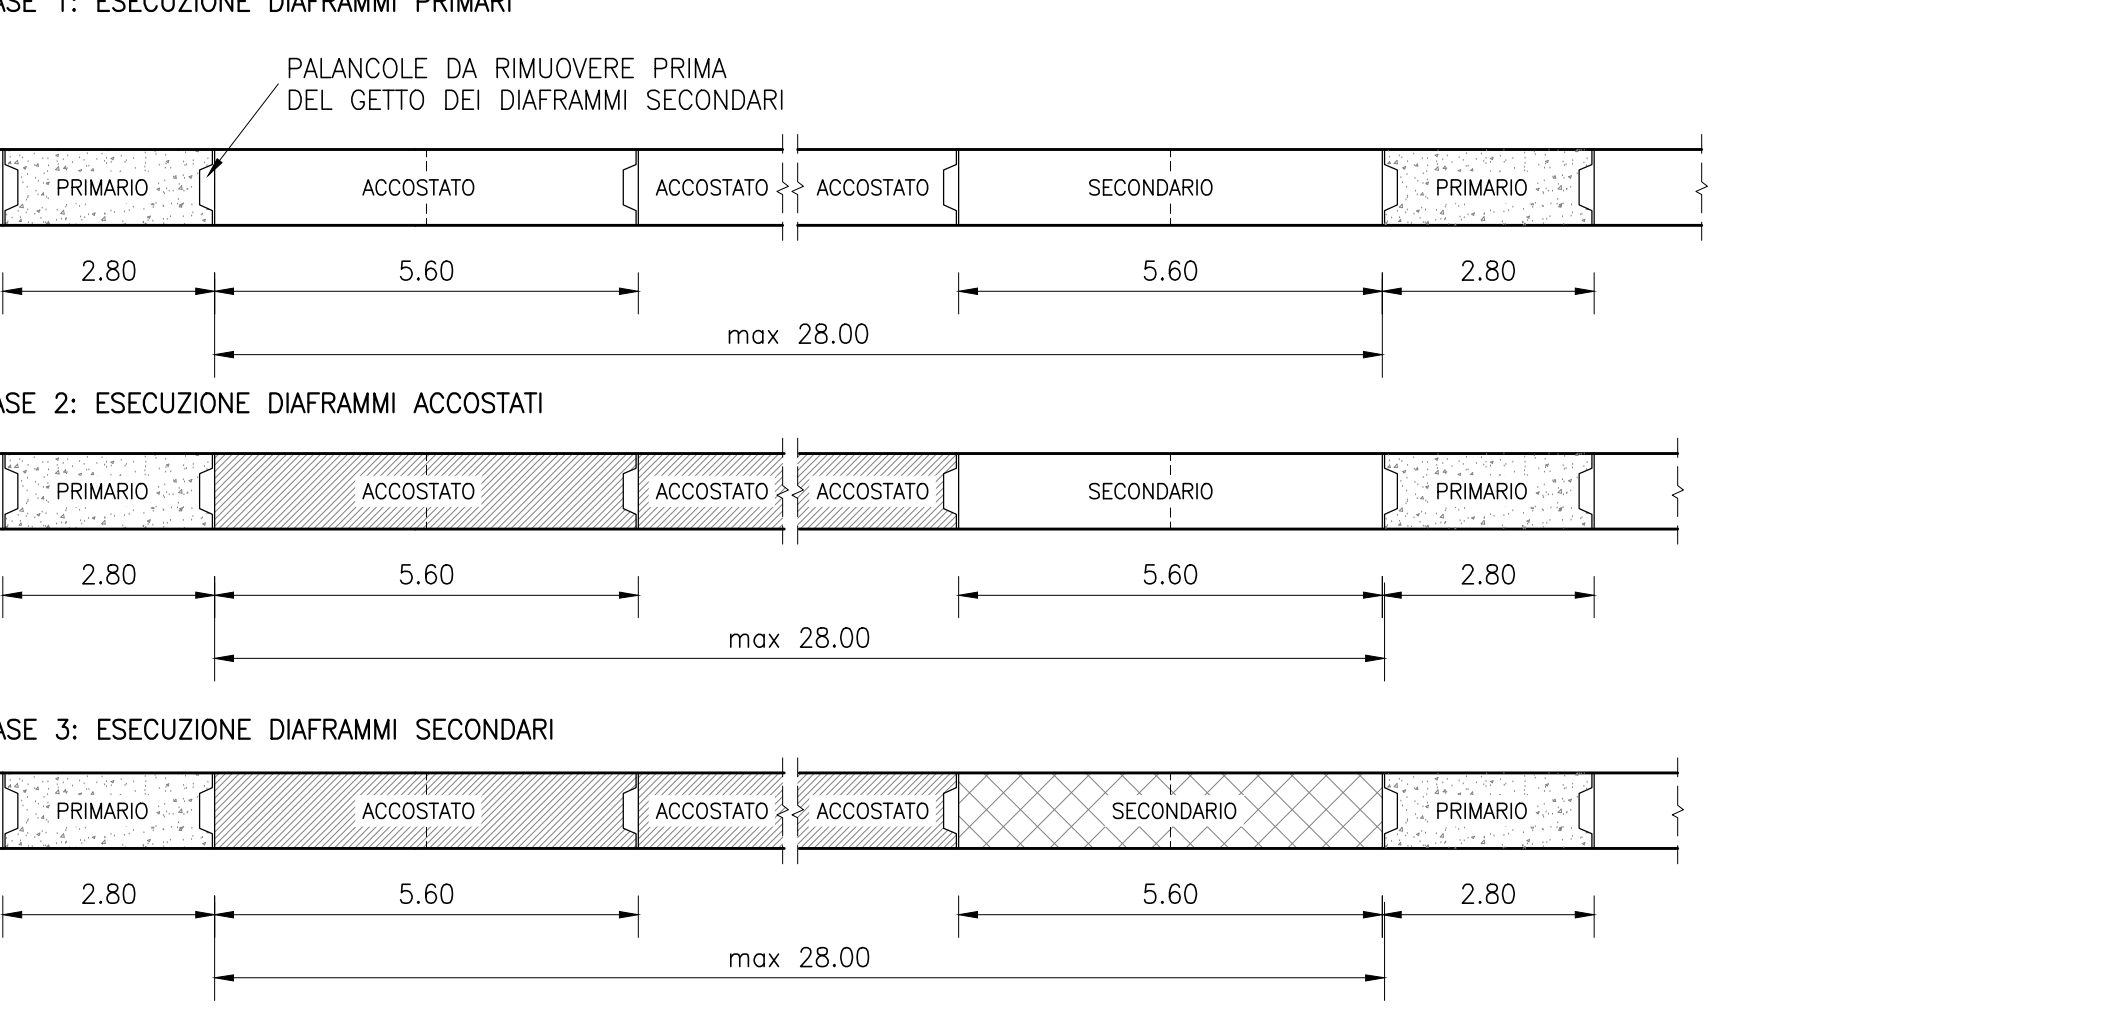 ASE 1: ESECUZIONE DIAFRAMMI PRIMARI
PALANCOLE DA RIMUOVERE PRIMA
DEL GETTO DEI DIAFRAMMI SECONDARI
PRIMARIO ACCOSTATO ACCOSTATO ACCOSTATO SECONDARIO PRIMARIO
2.80 5.60 5.60 2.80
max 28.00
ASE 2: ESECUZIONE DIAFRAMMI ACCOSTATI
PRIMARIO ACCOSTATO ACCOSTATO ACCOSTATO SECONDARIO PRIMARIO
2.80 5.60 5.60 2.80
max 28.00
ASE 3: ESECUZIONE DIAFRAMMI SECONDARI
PRIMARIO ACCOSTATO ACCOSTATO ACCOSTATO SECONDARIO PRIMARIO
2.80 5.60 5.60 2.80
max 28.00